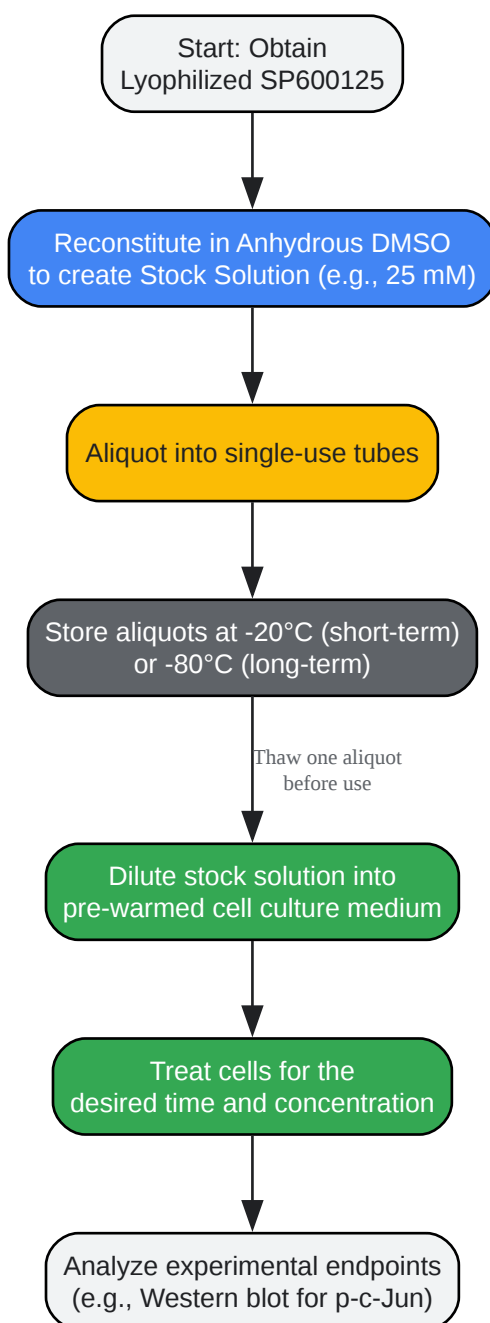 Start: Obtain
Lyophilized SP600125
Reconstitute in Anhydrous DMSO
to create Stock Solution (e.g., 25 mM)
Aliquot into single-use tubes
Store aliquots at -20°C (short-term)
or -80°C (long-term)
Thaw one aliquot
before use
Dilute stock solution into
pre-warmed cell culture medium
Treat cells for the
desired time and concentration
Analyze experimental endpoints
(e.g., Western blot for p-c-Jun)